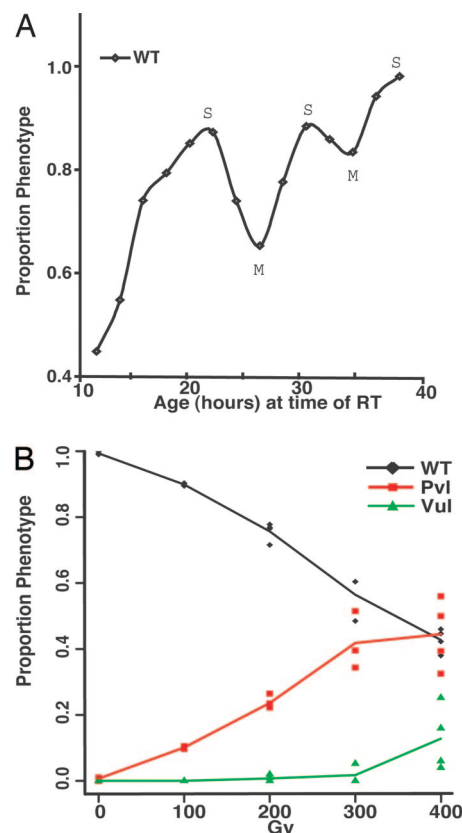 A
WT
S
S
S
M
M
Proportion Phenotype
1.0
0.8
0.6
0.4
10
20
30
40
Age (hours) at time of RT
B
WT
Pvl
Vul
Proportion Phenotype
1.0
0.8
0.6
0.4
0.2
0.0
0
100
200
300
400
Gy